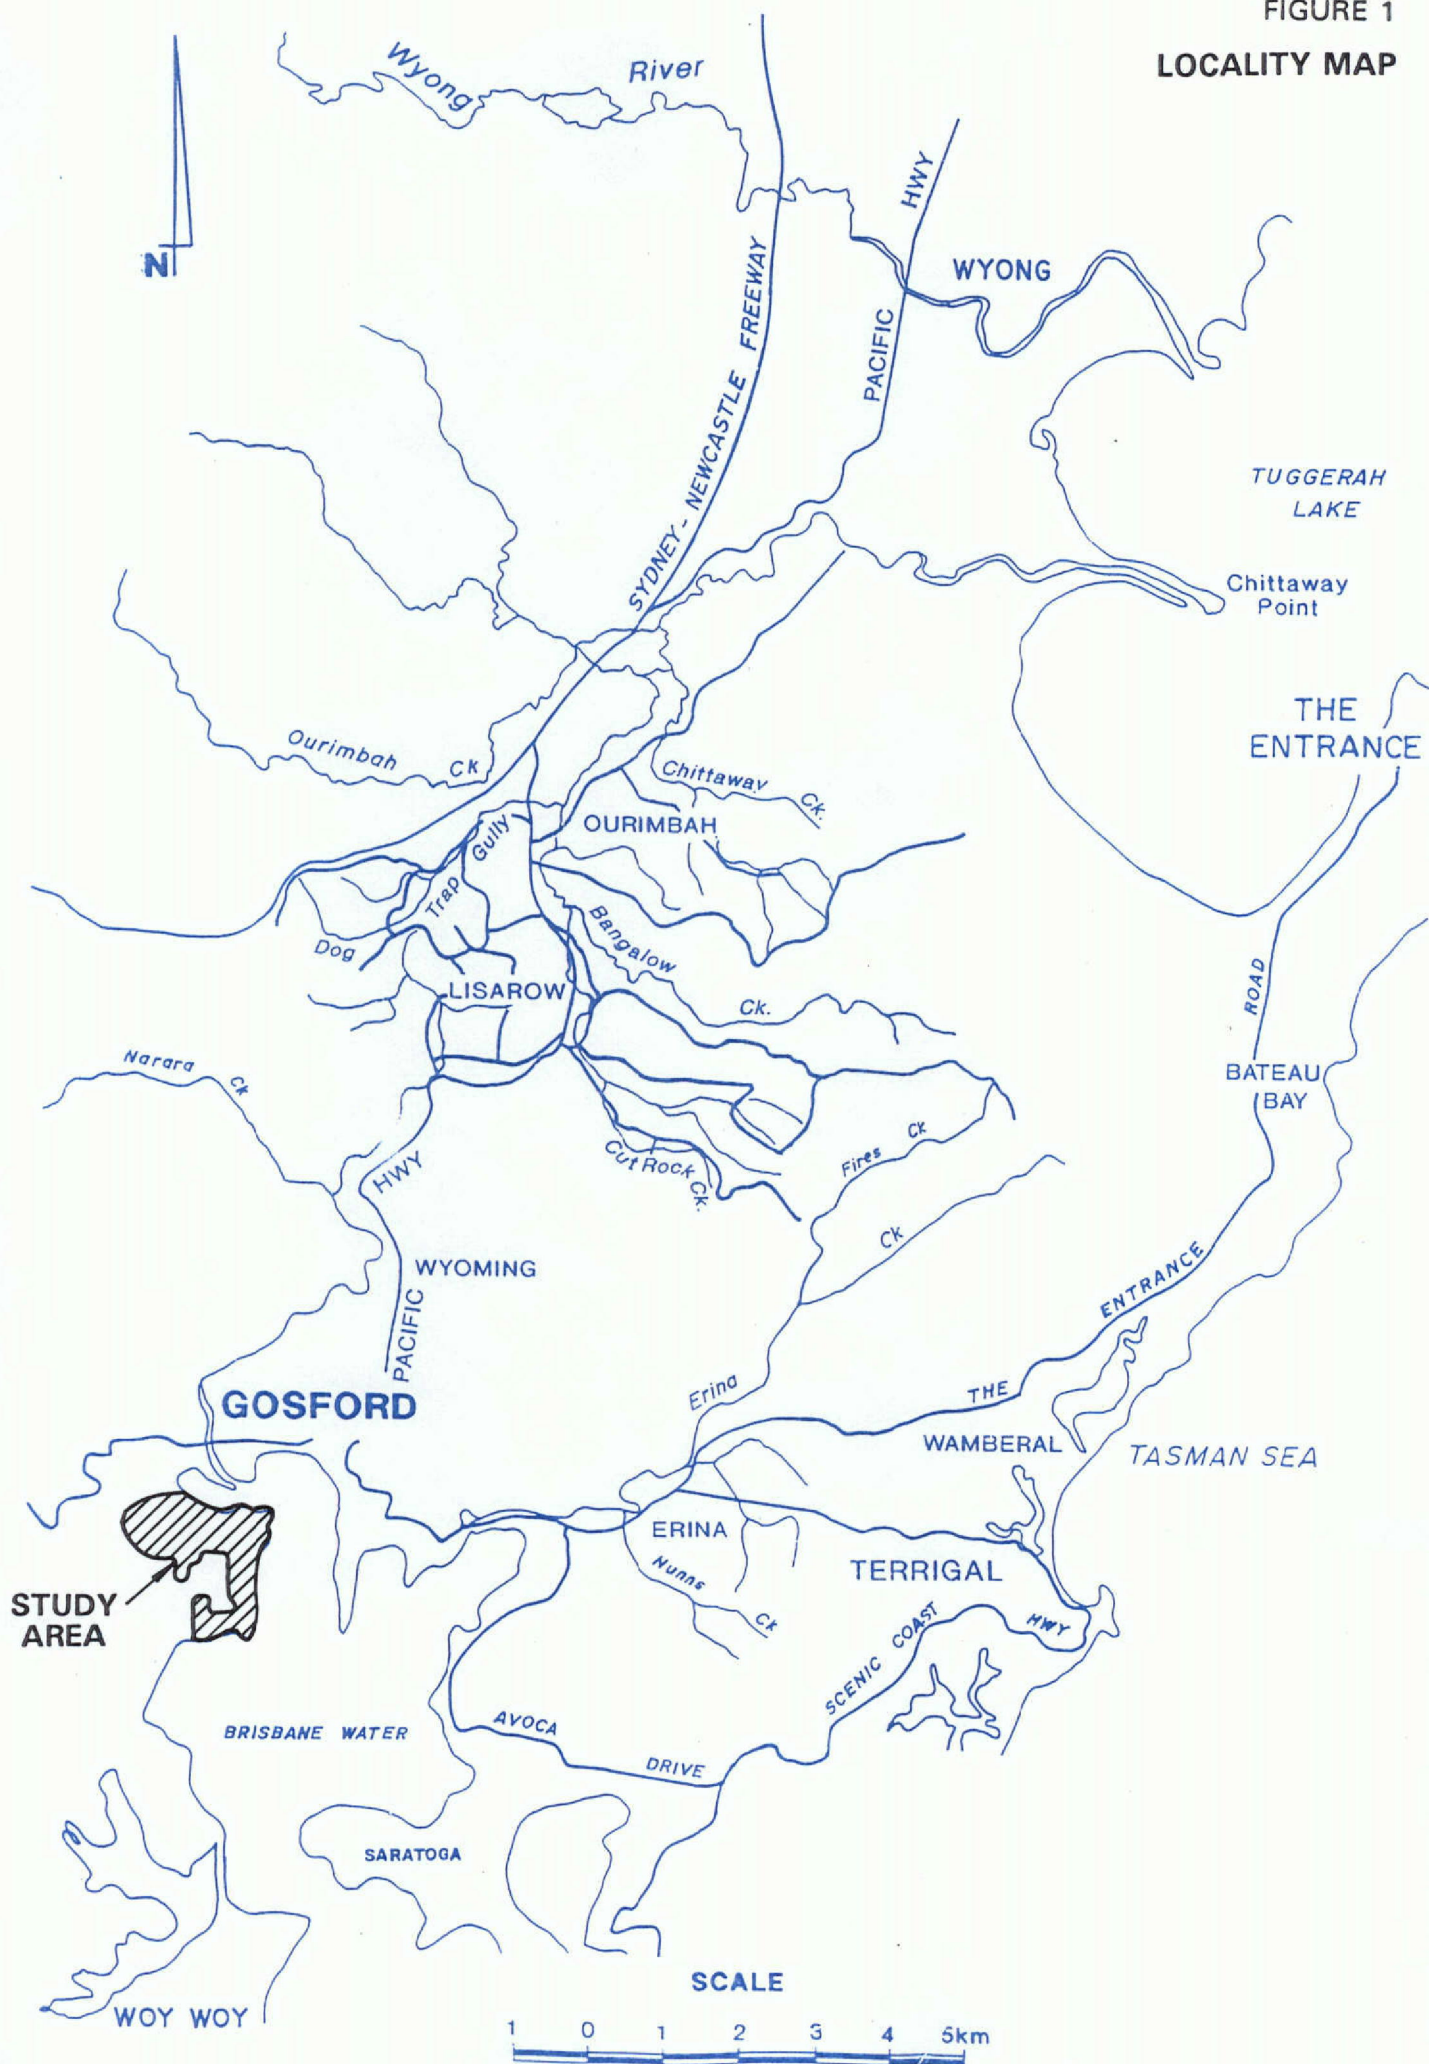 FIGURE 1
LOCALITY MAP
Wyong
River
N
HWY
WYONG
SYDNEY - NEWCASTLE FREEWAY
PACIFIC
TUGGERAH
LAKE
Chittaway
Point
THE
ENTRANCE
Ourimbah
Ck
Chittaway
Ck.
OURIMBAH
Gully
Trap
Dog
Bangalow
Ck.
LISAROW
ROAD
Narara
Ck
BATEAU
BAY
Cut Rock
Ck.
Fires
Ck
HWY
Ck
WYOMING
PACIFIC
ENTRANCE
Erina
THE
GOSFORD
WAMBERAL
TASMAN SEA
ERINA
Nunns
Ck
TERRIGAL
STUDY
AREA
SCENIC
COAST
HWY
BRISBANE WATER
AVOCA
DRIVE
SARATOGA
WOY WOY
SCALE
1 0 1 2 3 4 5km